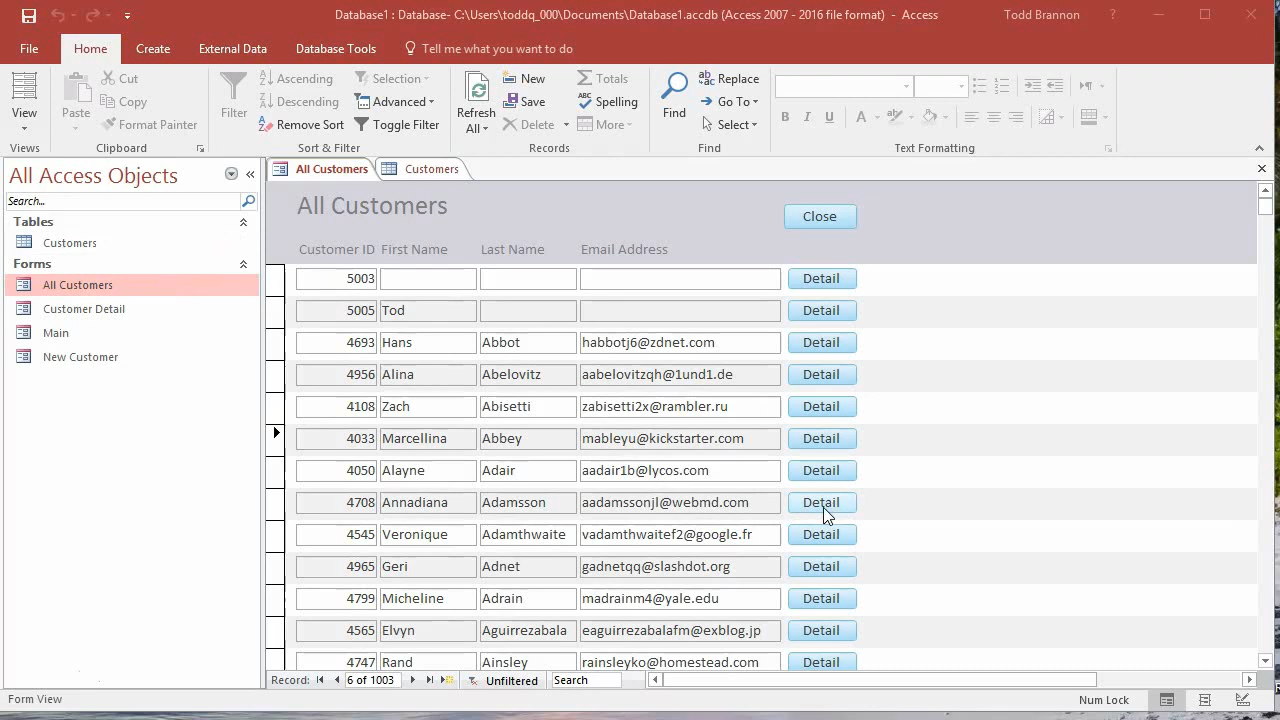 Database1 : Database- C:\Users\toddq_000\Documents\Database1.accdb (Access 2007 - 2016 file format) - Access
Todd Brannon ?
File Home Create External Data Database Tools Tell me what you want to do
View Views
Paste Cut Copy Format Painter Clipboard
Filter Ascending Descending Remove Sort Selection Advanced Toggle Filter Sort & Filter
Refresh All New Save Delete Totals Spelling More Records
Find Replace Go To Select Find
B I U A Text Formatting
All Access Objects
Search...
Tables
Customers
Forms
All Customers
Customer Detail
Main
New Customer
All Customers Customers
All Customers Close
Customer ID First Name Last Name Email Address
5003 Detail
5005 Tod Detail
4693 Hans Abbot habbotj6@zdnet.com Detail
4956 Alina Abelovitz aabelovitzqh@1und1.de Detail
4108 Zach Abisetti zabisetti2x@rambler.ru Detail
4033 Marcellina Abbey mableyu@kickstarter.com Detail
4050 Alayne Adair aadair1b@lycos.com Detail
4708 Annadiana Adamsson aadamssonjl@webmd.com Detail
4545 Veronique Adamthwaite vadamthwaitef2@google.fr Detail
4965 Geri Adnet gadnetqq@slashdot.org Detail
4799 Micheline Adrain madrainm4@yale.edu Detail
4565 Elvyn Aguirrezabala eaguirrezabalafm@exblog.jp Detail
4747 Rand Ainsley rainsleyko@homestead.com Detail
Record: 6 of 1003 Unfiltered Search
Form View Num Lock